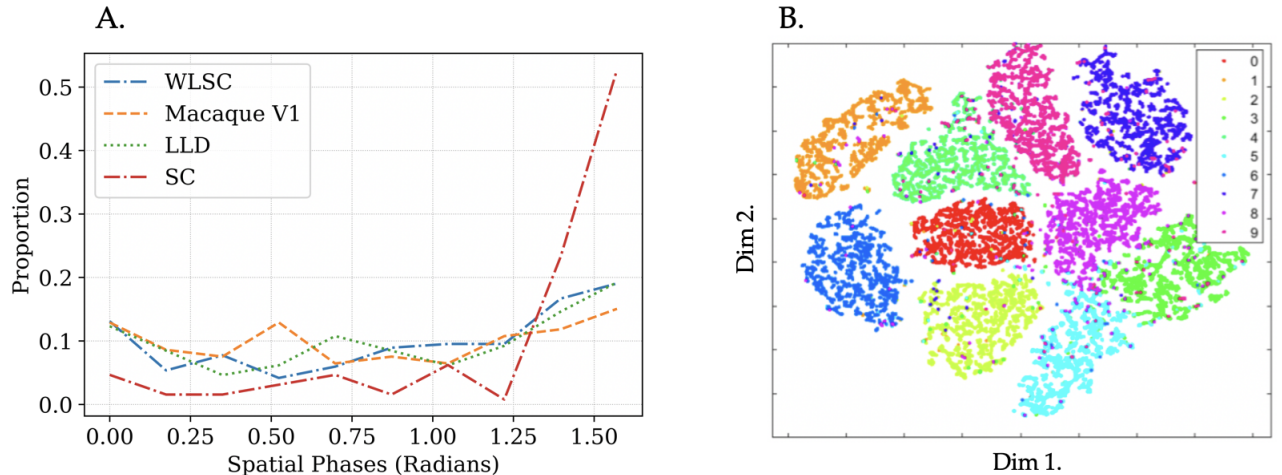 A.
WLSC
Macaque V1
LLD
SC
0.5
0.4
0.3
0.2
0.1
0.0
Proportion
0.00 0.25 0.50 0.75 1.00 1.25 1.50
Spatial Phases (Radians)
B.
0
1
2
3
4
5
6
7
8
9
Dim 2.
Dim 1.